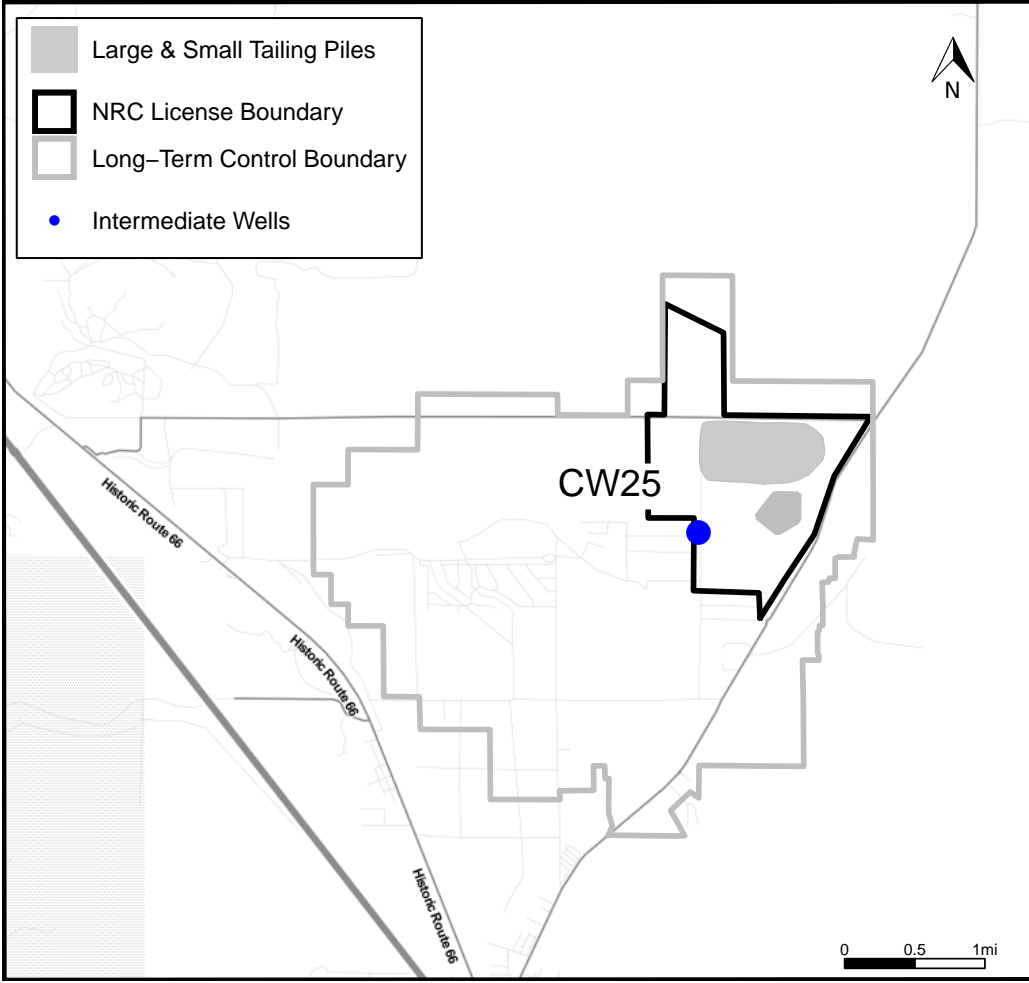 Large & Small Tailing Piles
NRC License Boundary
Long−Term Control Boundary
Intermediate Wells
N
CW25
Historic Route 66
Historic Route 66
Historic Route 66
0 0.5 1mi